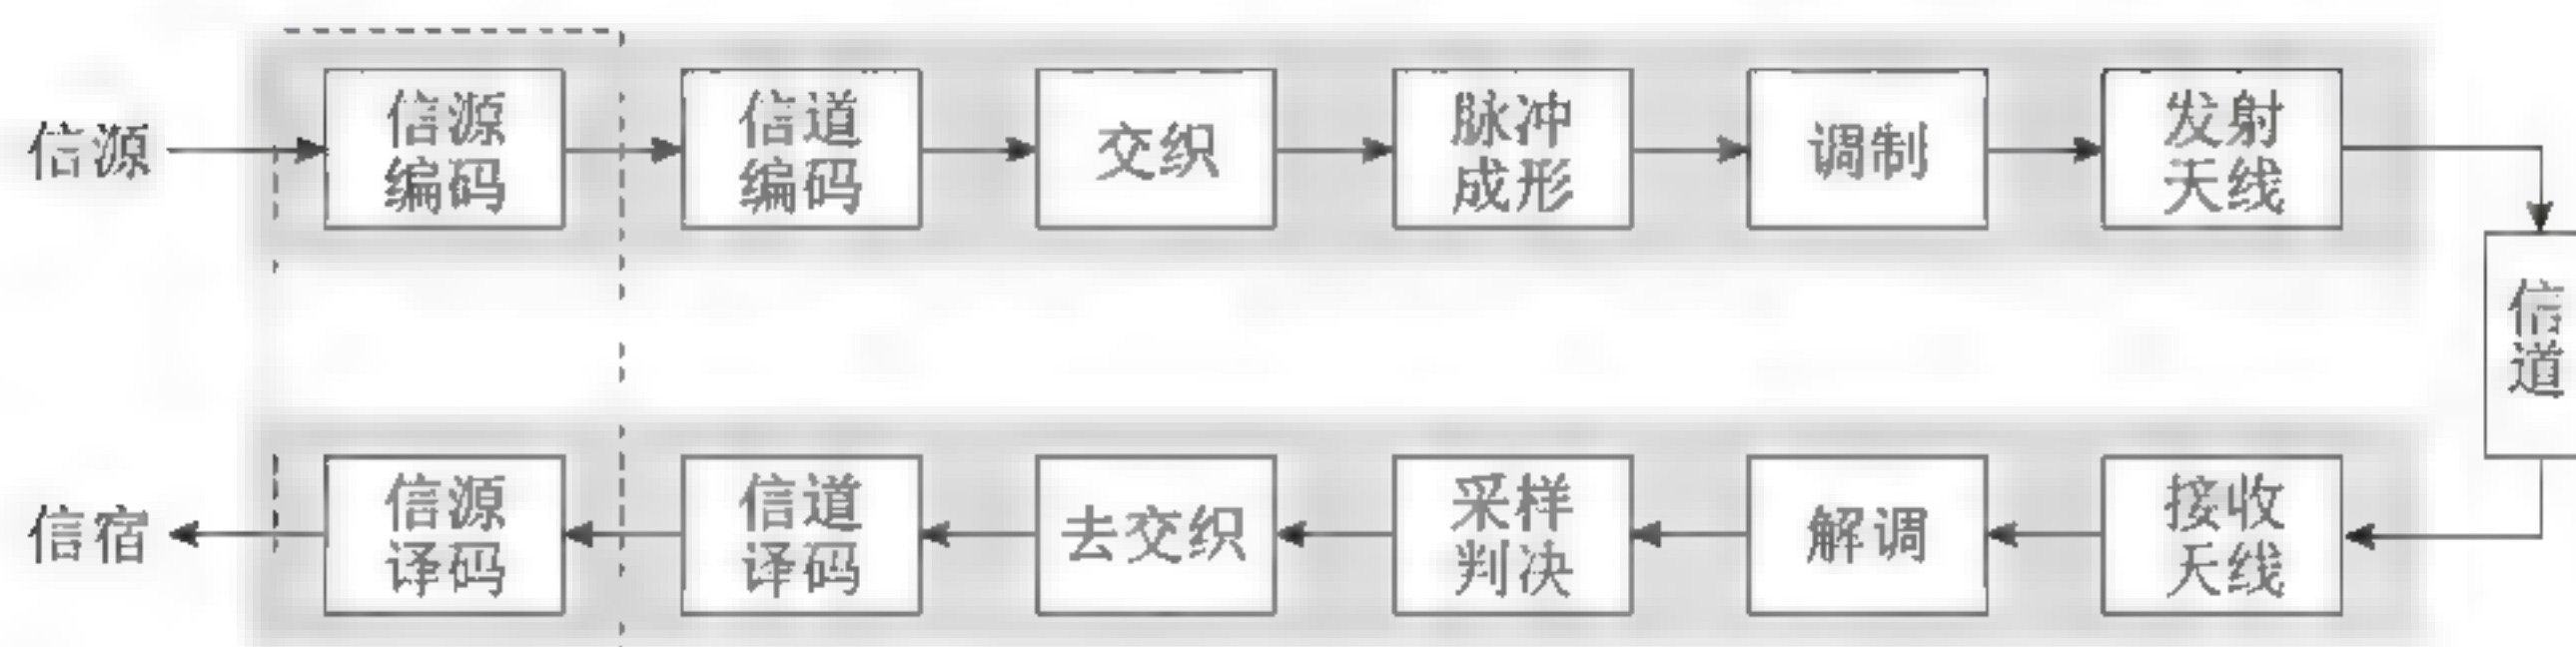 信源
信源
编码
信道
编码
交织
脉冲
成形
调制
发射
天线
信
道
信宿
信源
译码
信道
译码
去交织
采样
判决
解调
接收
天线